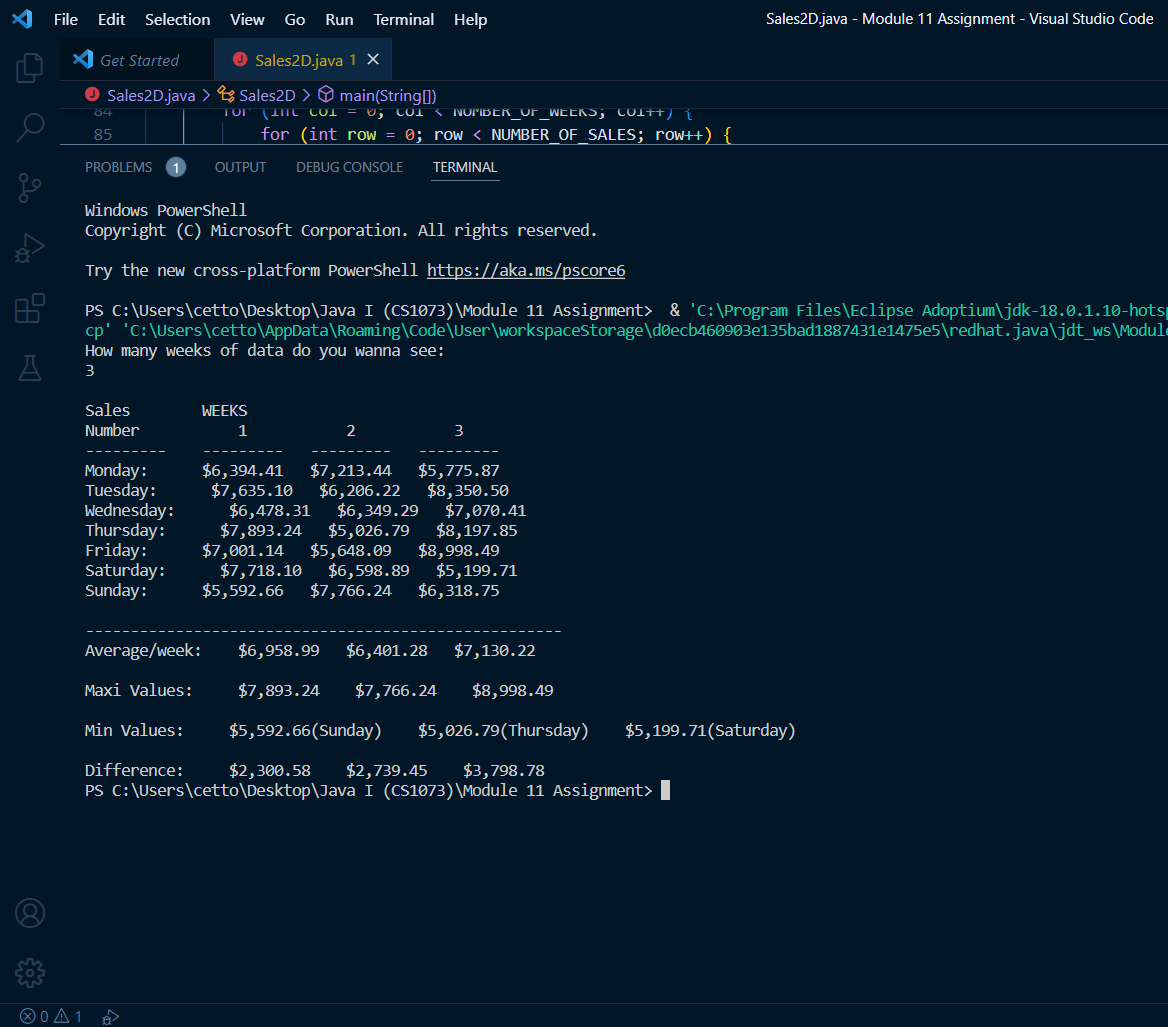 File Edit Selection View Go Run Terminal Help Sales2D.java - Module 11 Assignment - Visual Studio Code
Get Started Sales2D.java 1
Sales2D.java > Sales2D > main(String[])
84 for (int col = 0; col < NUMBER_OF_WEEKS; col++) {
85 for (int row = 0; row < NUMBER_OF_SALES; row++) {
PROBLEMS 1 OUTPUT DEBUG CONSOLE TERMINAL
Windows PowerShell
Copyright (C) Microsoft Corporation. All rights reserved.
Try the new cross-platform PowerShell https://aka.ms/pscore6
PS C:\Users\cetto\Desktop\Java I (CS1073)\Module 11 Assignment> & 'C:\Program Files\Eclipse Adoptium\jdk-18.0.1.10-hotsp
cp' 'C:\Users\cetto\AppData\Roaming\Code\User\workspaceStorage\d0ecb460903e135bad1887431e1475e5\redhat.java\jdt_ws\Module
How many weeks of data do you wanna see:
3
Sales WEEKS
Number 1 2 3
--------- --------- --------- ---------
Monday: $6,394.41 $7,213.44 $5,775.87
Tuesday: $7,635.10 $6,206.22 $8,350.50
Wednesday: $6,478.31 $6,349.29 $7,070.41
Thursday: $7,893.24 $5,026.79 $8,197.85
Friday: $7,001.14 $5,648.09 $8,998.49
Saturday: $7,718.10 $6,598.89 $5,199.71
Sunday: $5,592.66 $7,766.24 $6,318.75
-----------------------------------------------------
Average/week: $6,958.99 $6,401.28 $7,130.22
Maxi Values: $7,893.24 $7,766.24 $8,998.49
Min Values: $5,592.66(Sunday) $5,026.79(Thursday) $5,199.71(Saturday)
Difference: $2,300.58 $2,739.45 $3,798.78
PS C:\Users\cetto\Desktop\Java I (CS1073)\Module 11 Assignment>
0 1